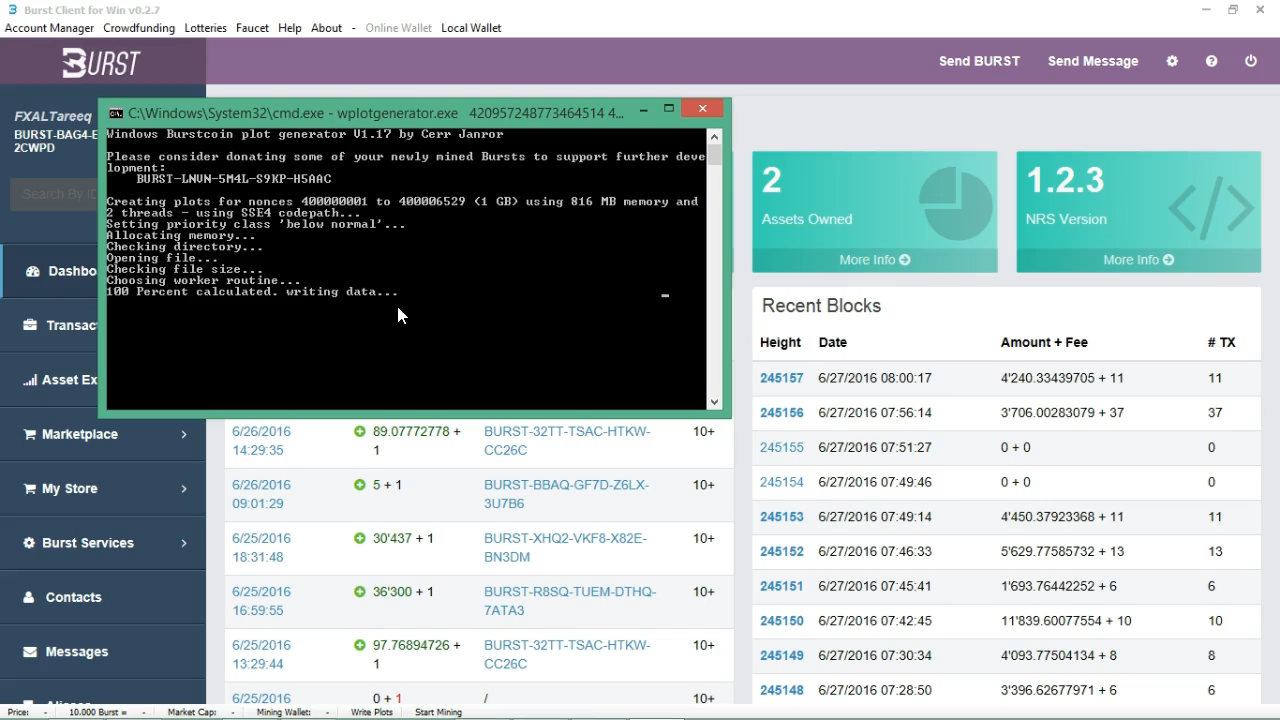 Burst Client for Win v0.2.7
Account Manager Crowdfunding Lotteries Faucet Help About - Online Wallet Local Wallet
BURST
Send BURST Send Message
FXALTareeq
BURST-BAG4-E
2CWPD
Search By ID
Dashbo
Transac
Asset Ex
Marketplace
My Store
Burst Services
Contacts
Messages
C:\Windows\System32\cmd.exe - wplotgenerator.exe 420957248773464514 4...
Windows Burstcoin plot generator V1.17 by Cerr Janror
Please consider donating some of your newly mined Bursts to support further deve
lopment:
BURST-LNVN-5M4L-S9KP-H5AAC
Creating plots for nonces 400000001 to 400006529 (1 GB) using 816 MB memory and
2 threads - using SSE4 codepath...
Setting priority class 'below normal'...
Allocating memory...
Checking directory...
Opening file...
Checking file size...
Choosing worker routine...
100 Percent calculated. writing data...
2
Assets Owned
More Info
1.2.3
NRS Version
More Info
6/26/2016 89.07772778 + BURST-32TT-TSAC-HTKW- 10+
14:29:35 1 CC26C
6/26/2016 5 + 1 BURST-BBAQ-GF7D-Z6LX- 10+
09:01:29 3U7B6
6/25/2016 30'437 + 1 BURST-XHQ2-VKF8-X82E- 10+
18:31:48 BN3DM
6/25/2016 36'300 + 1 BURST-R8SQ-TUEM-DTHQ- 10+
16:59:55 7ATA3
6/25/2016 97.76894726 + BURST-32TT-TSAC-HTKW- 10+
13:29:44 1 CC26C
6/25/2016 0 + 1 / 10+
Recent Blocks
Height Date Amount + Fee # TX
245157 6/27/2016 08:00:17 4'240.33439705 + 11 11
245156 6/27/2016 07:56:14 3'706.00283079 + 37 37
245155 6/27/2016 07:51:27 0 + 0 0
245154 6/27/2016 07:49:46 0 + 0 0
245153 6/27/2016 07:49:14 4'450.37923368 + 11 11
245152 6/27/2016 07:46:33 5'629.77585732 + 13 13
245151 6/27/2016 07:45:41 1'693.76442252 + 6 6
245150 6/27/2016 07:42:45 11'839.60077554 + 10 10
245149 6/27/2016 07:30:34 4'093.77504134 + 8 8
245148 6/27/2016 07:28:50 3'396.62677971 + 6 6
Price: - 10.000 Burst = - Market Cap: - Mining Wallet: - Write Plots Start Mining